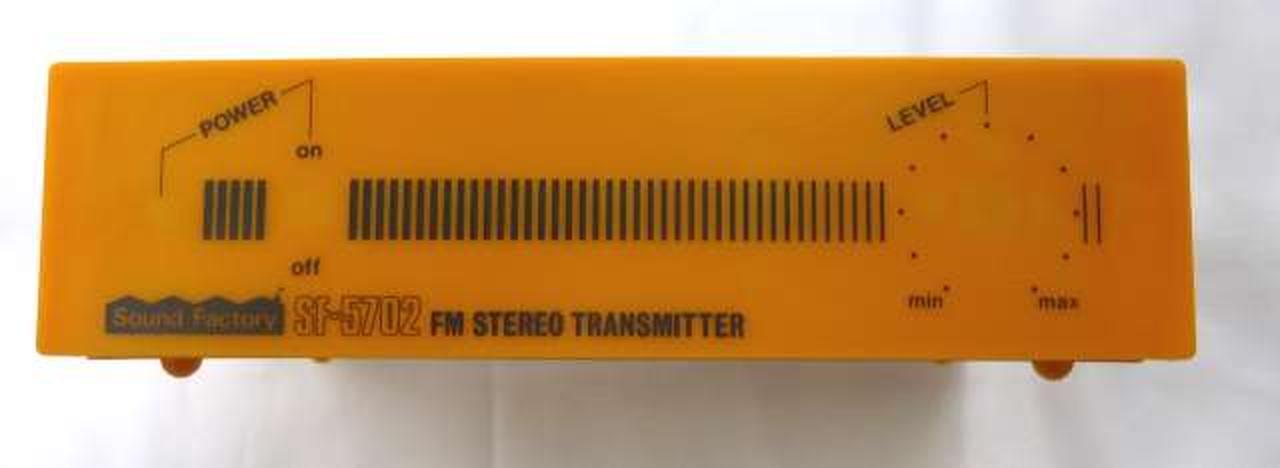 POWER
on
off
LEVEL
min
max
Sound Factory SF-5702 FM STEREO TRANSMITTER